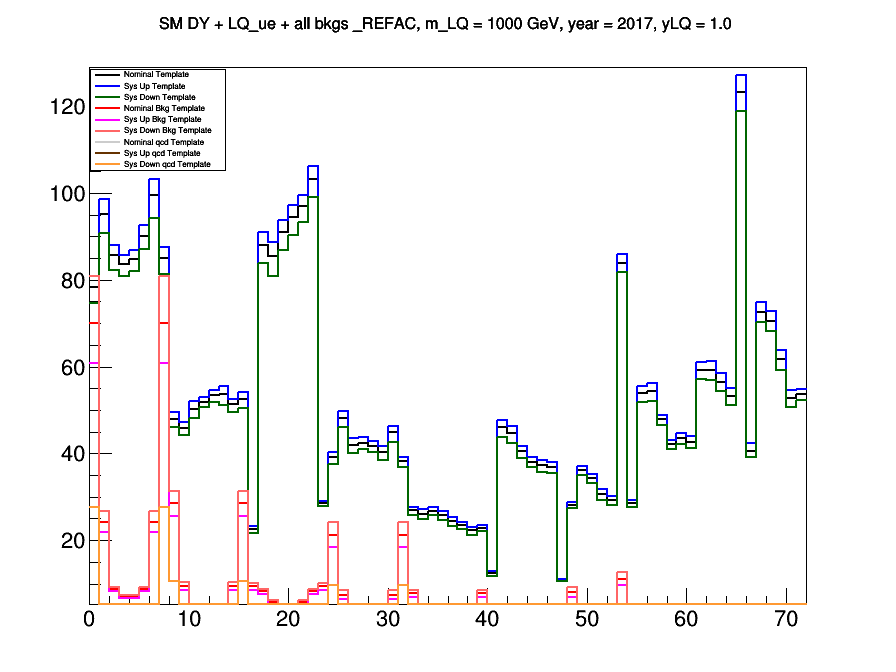 SM DY + LQ_ue + all bkgs _REFAC, m_LQ = 1000 GeV, year = 2017, yLQ = 1.0
Nominal Template
Sys Up Template
Sys Down Template
Nominal Bkg Template
Sys Up Bkg Template
Sys Down Bkg Template
Nominal qcd Template
Sys Up qcd Template
Sys Down qcd Template
120
100
80
60
40
20
0 10 20 30 40 50 60 70